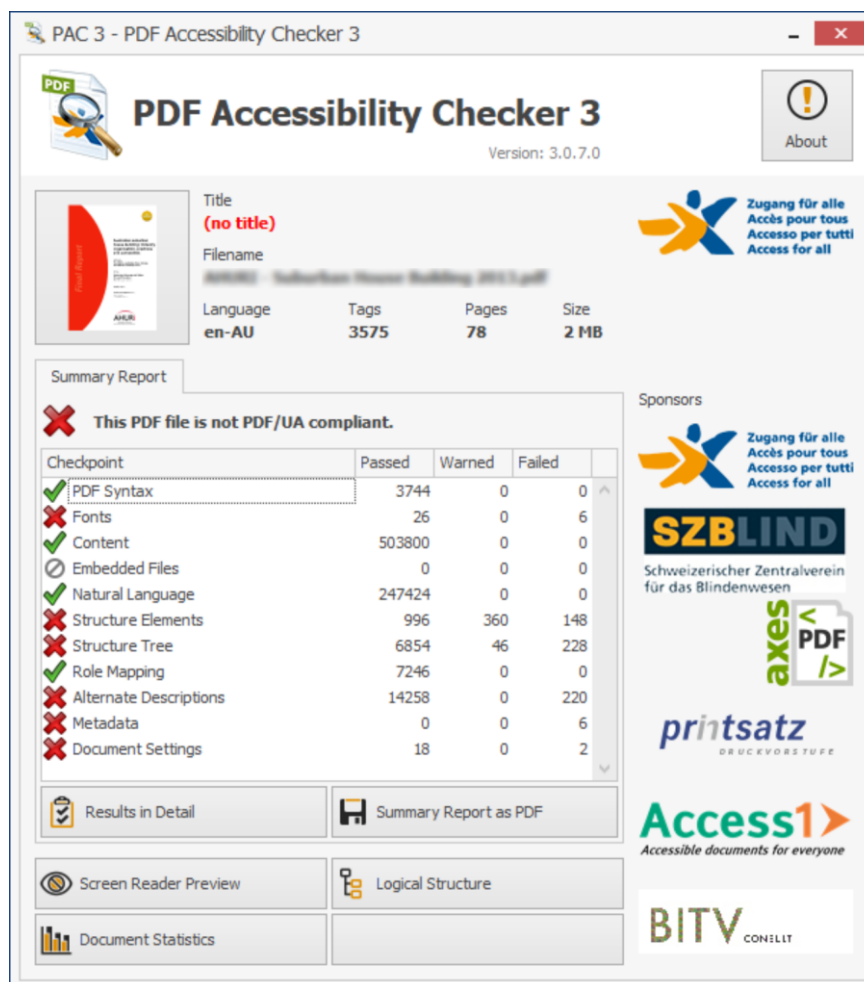 PAC 3 - PDF Accessibility Checker 3
PDF
PDF Accessibility Checker 3
Version: 3.0.7.0
About
Title
(no title)
Filename
Language Tags Pages Size
en-AU 3575 78 2 MB
Final Report
AHURI
Zugang für alle
Accès pour tous
Accesso per tutti
Access for all
Summary Report
This PDF file is not PDF/UA compliant.
Checkpoint Passed Warned Failed
PDF Syntax 3744 0 0
Fonts 26 0 6
Content 503800 0 0
Embedded Files 0 0 0
Natural Language 247424 0 0
Structure Elements 996 360 148
Structure Tree 6854 46 228
Role Mapping 7246 0 0
Alternate Descriptions 14258 0 220
Metadata 0 0 6
Document Settings 18 0 2
Results in Detail
Summary Report as PDF
Screen Reader Preview
Logical Structure
Document Statistics
Sponsors
Zugang für alle
Accès pour tous
Accesso per tutti
Access for all
SZBLIND
Schweizerischer Zentralverein
für das Blindenwesen
axes
<
PDF
/>
printsatz
DRUCKVORSTUFE
Access1
Accessible documents for everyone
BITV CONSULT